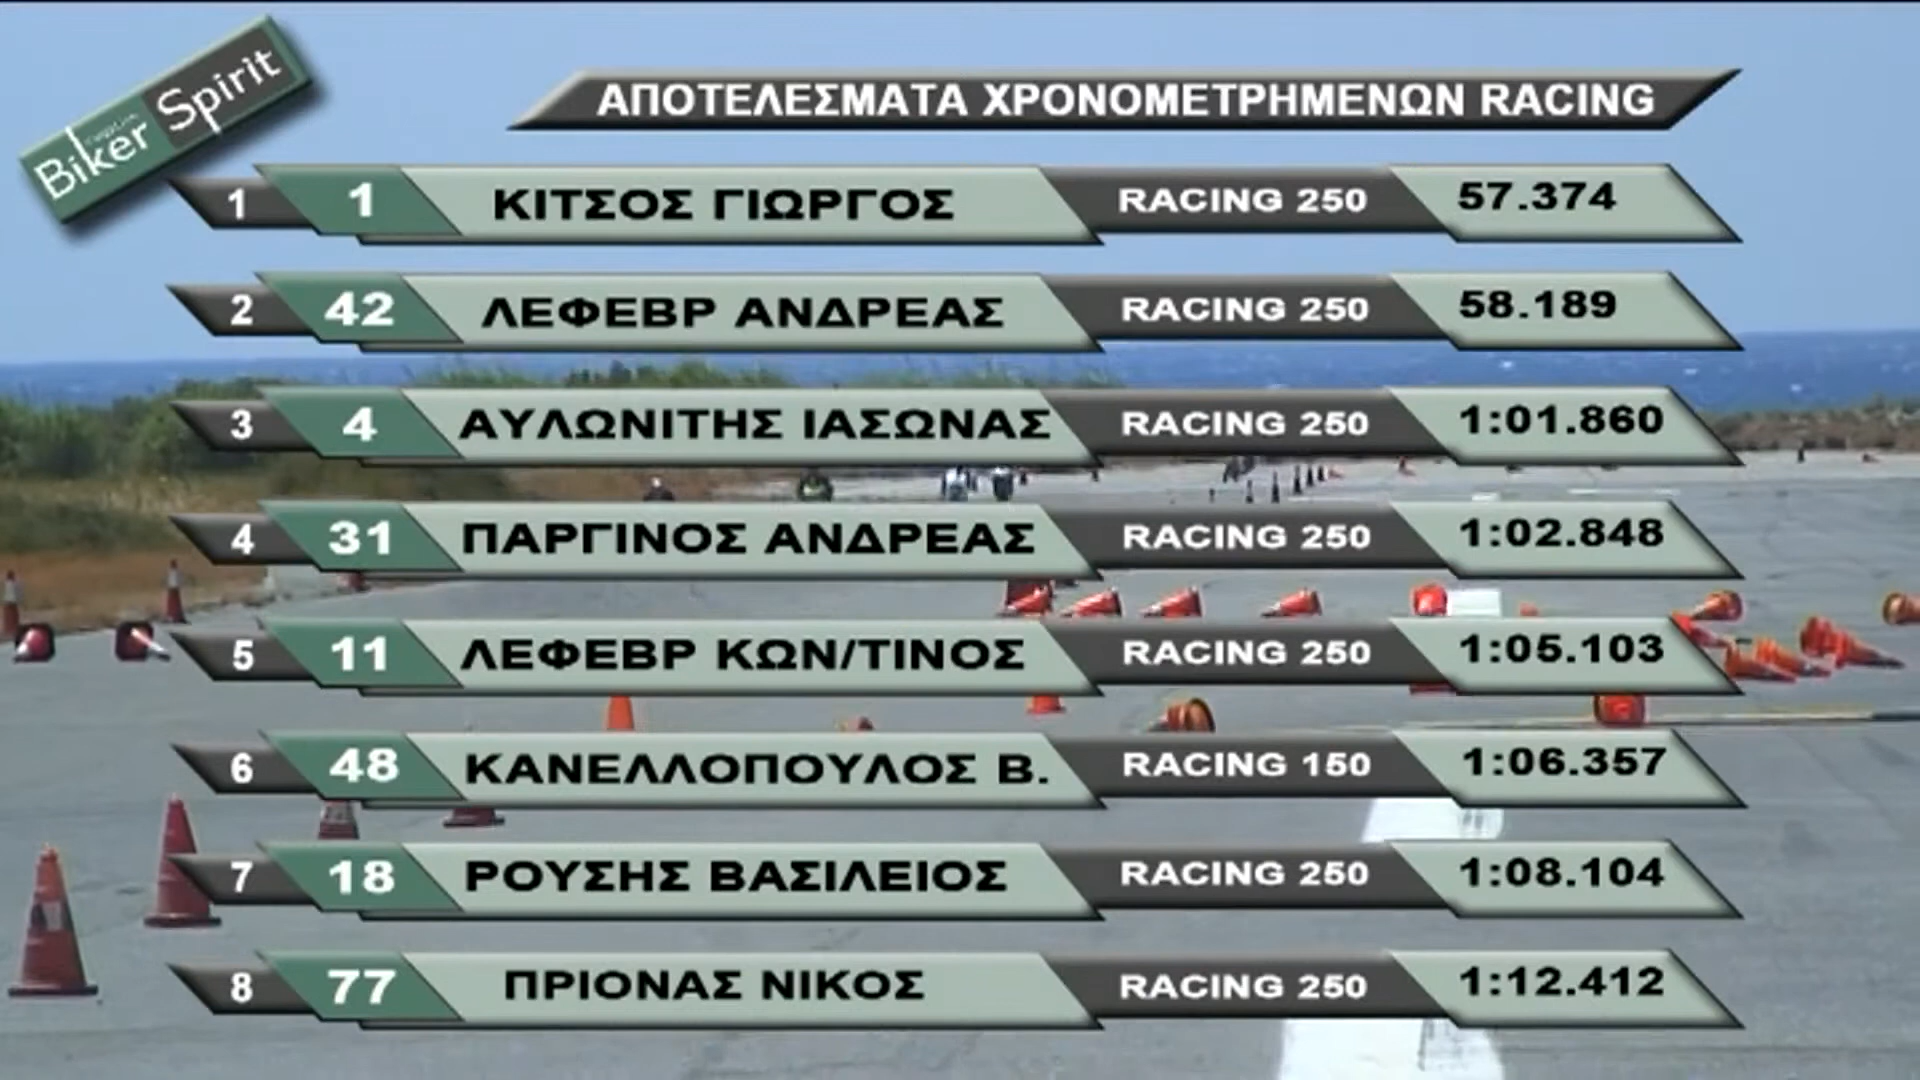 Biker Spirit
ΑΠΟΤΕΛΕΣΜΑΤΑ ΧΡΟΝΟΜΕΤΡΗΜΕΝΩΝ RACING
1 1 ΚΙΤΣΟΣ ΓΙΩΡΓΟΣ RACING 250 57.374
2 42 ΛΕΦΕΒΡ ΑΝΔΡΕΑΣ RACING 250 58.189
3 4 ΑΥΛΩΝΙΤΗΣ ΙΑΣΩΝΑΣ RACING 250 1:01.860
4 31 ΠΑΡΓΙΝΟΣ ΑΝΔΡΕΑΣ RACING 250 1:02.848
5 11 ΛΕΦΕΒΡ ΚΩΝ/ΤΙΝΟΣ RACING 250 1:05.103
6 48 ΚΑΝΕΛΛΟΠΟΥΛΟΣ Β. RACING 150 1:06.357
7 18 ΡΟΥΣΗΣ ΒΑΣΙΛΕΙΟΣ RACING 250 1:08.104
8 77 ΠΡΙΟΝΑΣ ΝΙΚΟΣ RACING 250 1:12.412